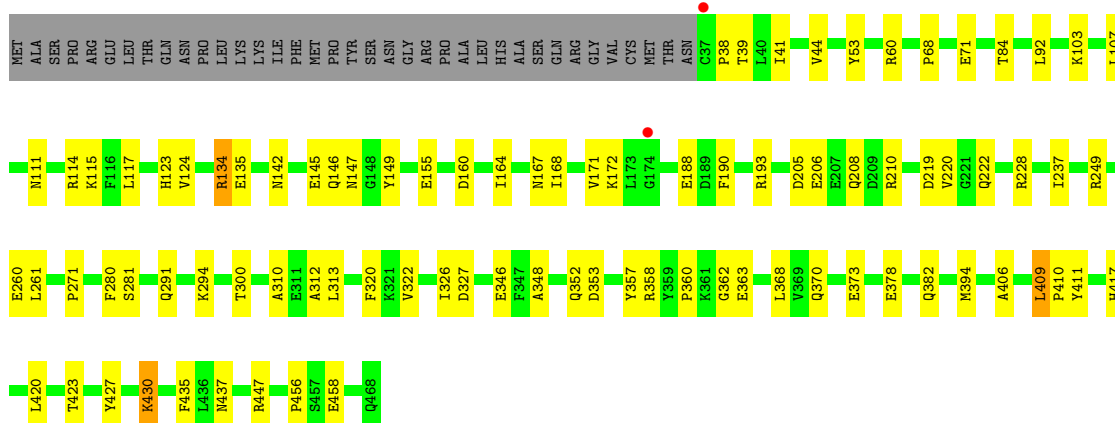 MET ALA SER PRO ARG GLU LEU THR GLN ASN PRO LEU LYS LYS ILE PHE MET PRO TYR SER SER ASN GLY ARG PRO ALA LEU HIS ALA SER GLN ARG GLY VAL CYS MET THR ASN C37 P38 T39 L40 I41 V44 Y53 R60 P68 E71 T84 L92 K103 L107
N111 R114 K115 F116 L117 H123 V124 R134 E135 N142 E145 Q146 N147 G148 Y149 E155 D160 I164 N167 I168 V171 K172 L173 G174 E188 D189 F190 R193 D205 E206 E207 Q208 D209 R210 D219 V220 G221 Q222 R228 I237 R249
E260 L261 P271 F280 S281 Q291 K294 T300 A310 E311 A312 L313 F320 K321 V322 I326 D327 E346 F347 A348 Q352 D353 Y357 R358 Y359 P360 K361 G362 E363 L368 V369 Q370 E373 E378 Q382 M394 A406 L409 P410 Y411 H417
L420 T423 Y427 K430 F435 L436 N437 R447 P456 S457 E458 Q468